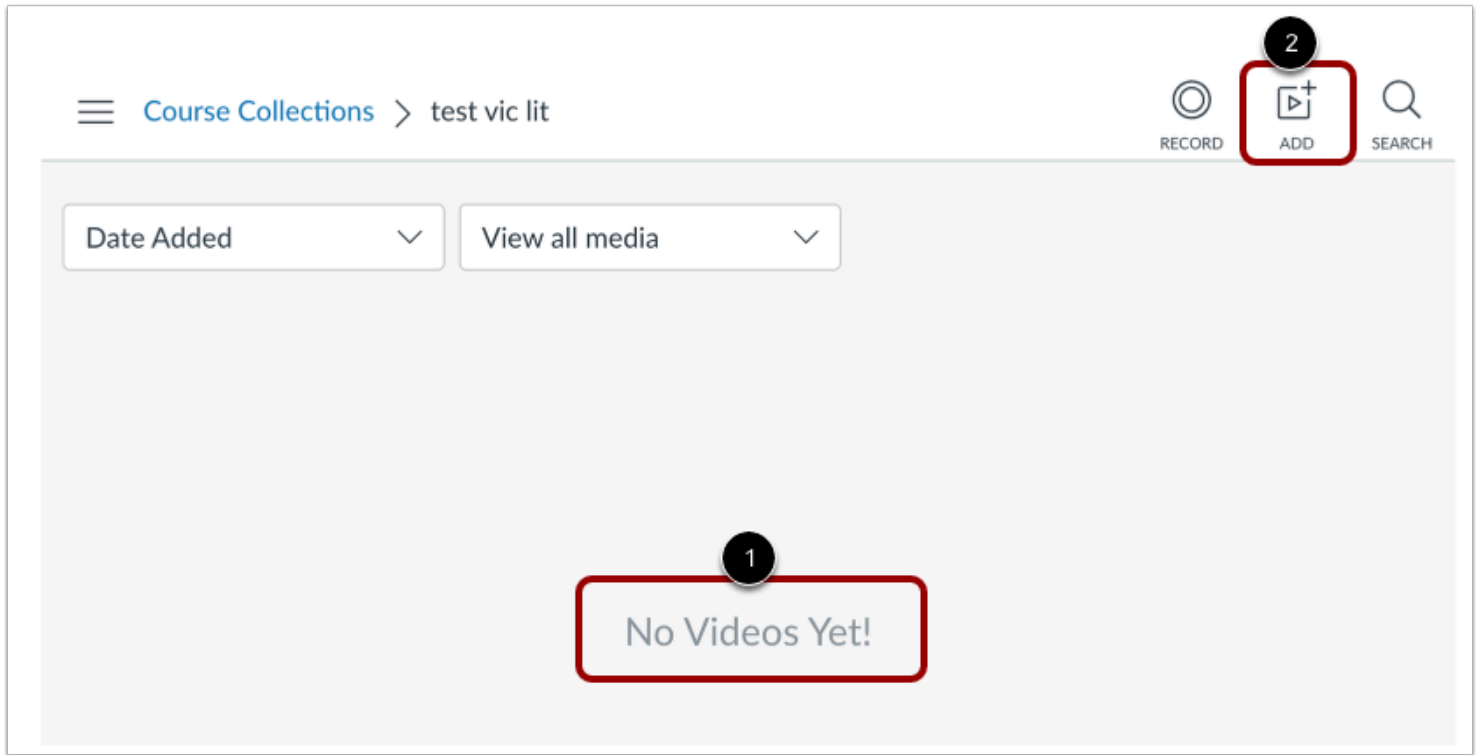 2
Course Collections > test vic lit
RECORD
ADD
SEARCH
Date Added
View all media
1
No Videos Yet!